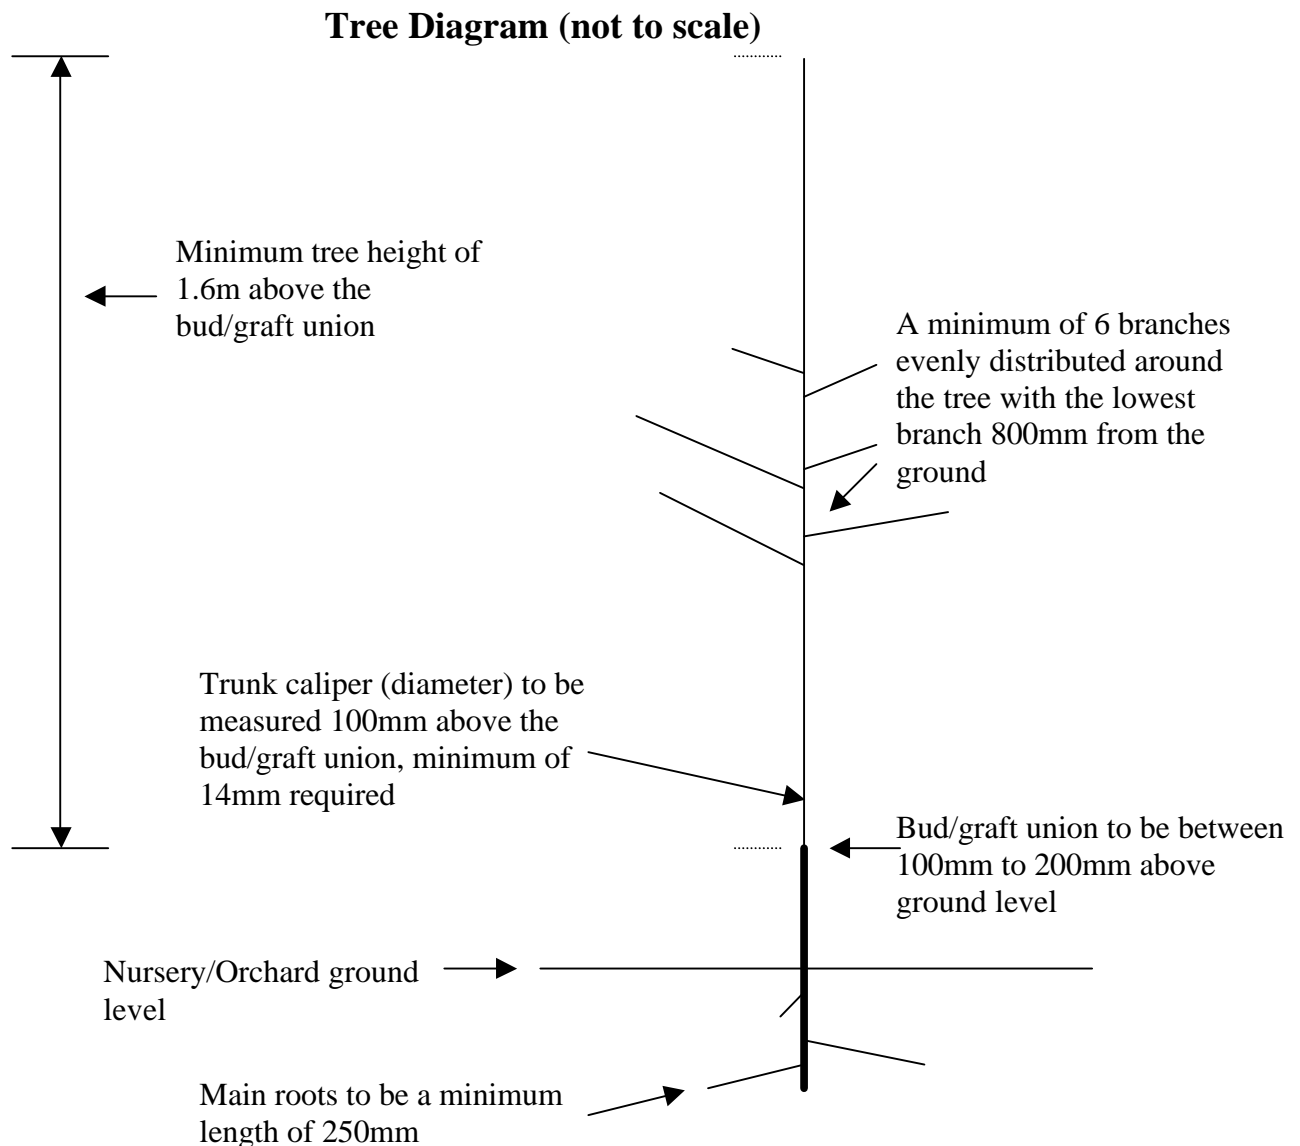 Tree Diagram (not to scale)
Minimum tree height of
1.6m above the
bud/graft union
A minimum of 6 branches
evenly distributed around
the tree with the lowest
branch 800mm from the
ground
Trunk caliper (diameter) to be
measured 100mm above the
bud/graft union, minimum of
14mm required
Bud/graft union to be between
100mm to 200mm above
ground level
Nursery/Orchard ground
level
Main roots to be a minimum
length of 250mm